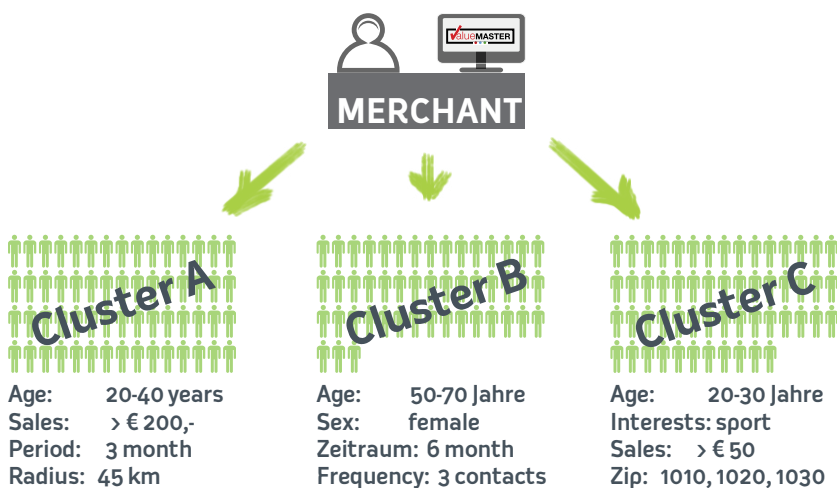 valueMASTER
MERCHANT
Cluster A
Age: 20-40 years
Sales: > € 200,-
Period: 3 month
Radius: 45 km
Cluster B
Age: 50-70 Jahre
Sex: female
Zeitraum: 6 month
Frequency: 3 contacts
Cluster C
Age: 20-30 Jahre
Interests: sport
Sales: > € 50
Zip: 1010, 1020, 1030